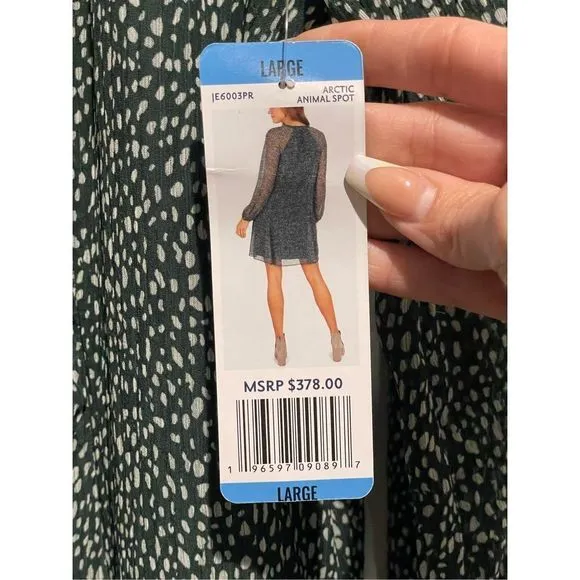 LARGE
JE6003PR ARCTIC
ANIMAL SPOT
MSRP $378.00
1 96597 09089 7
LARGE